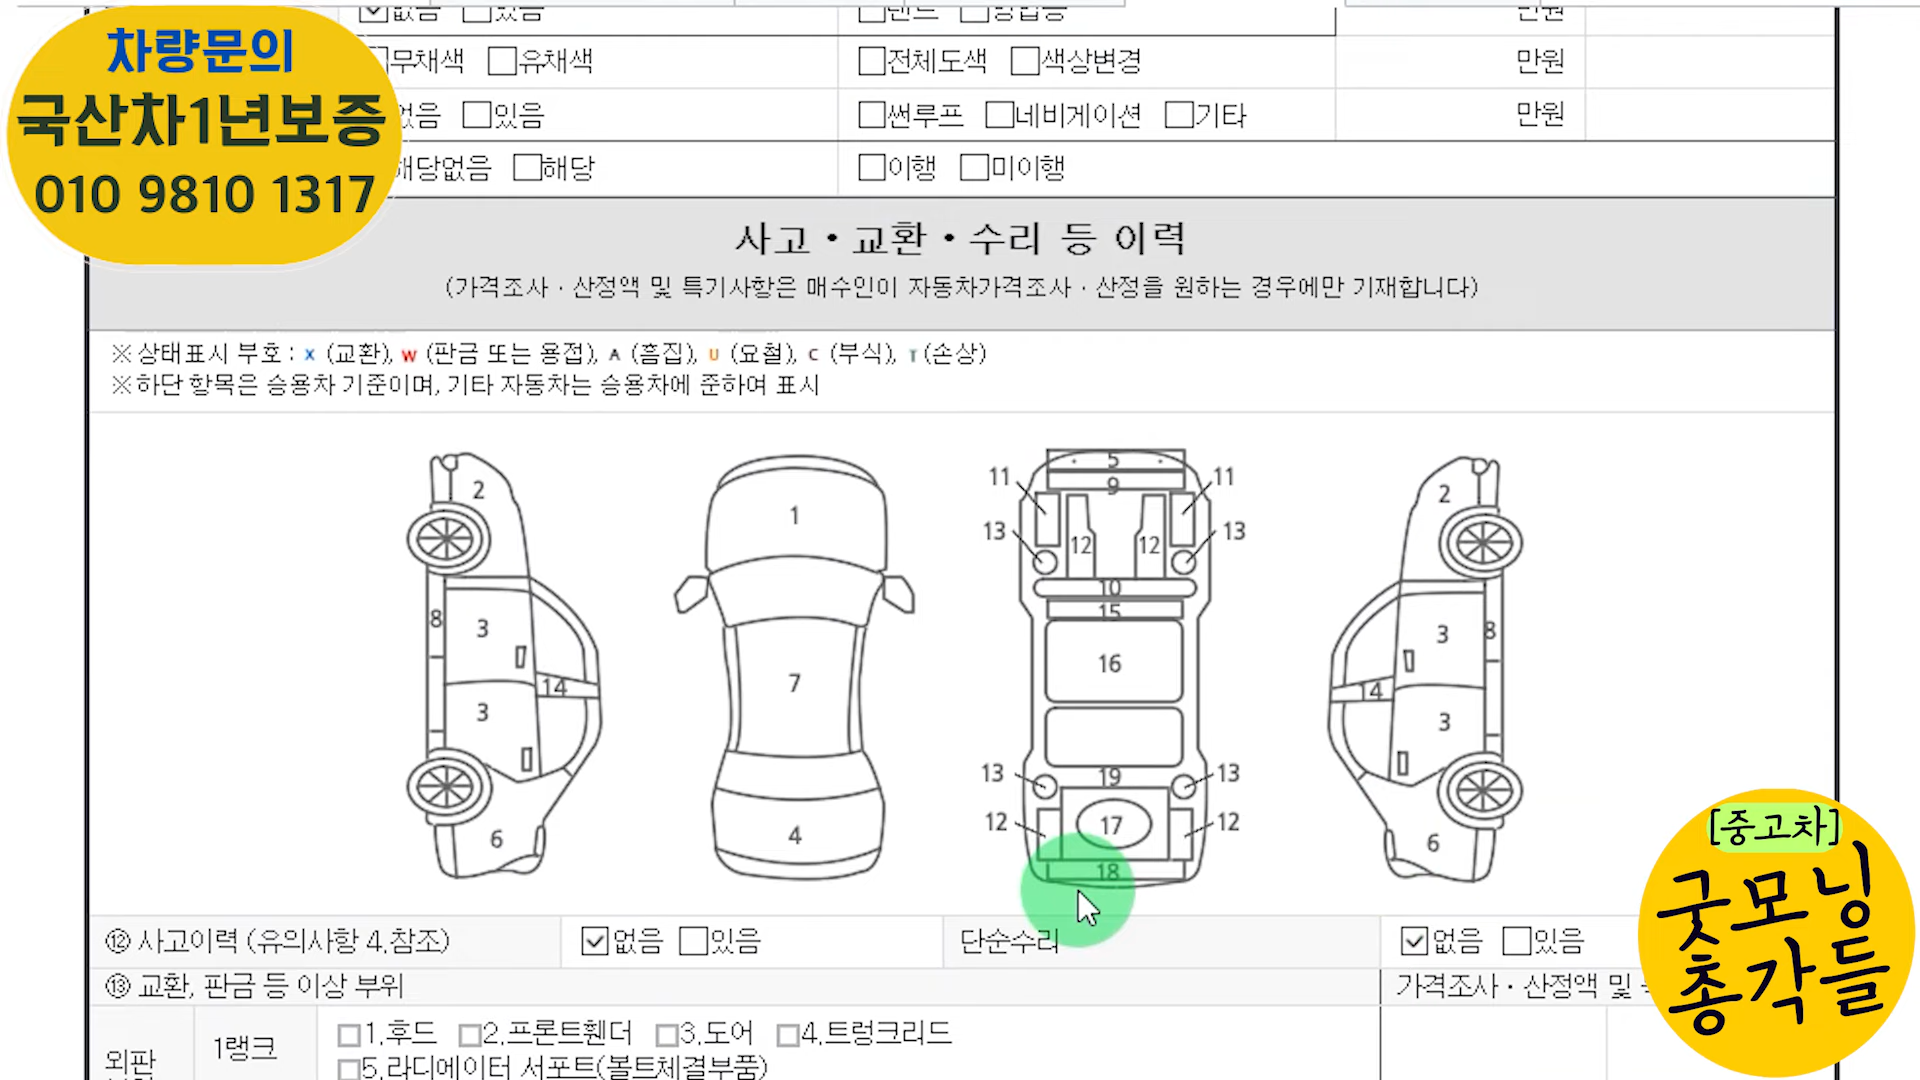 차량문의
국산차1년보증
010 9810 1317
없음 있음
만원
무채색 유채색 전체도색 색상변경 만원
없음 있음 썬루프 네비게이션 기타 만원
해당없음 해당 이행 미이행
사고・교환・수리 등 이력
(가격조사・산정액 및 특기사항은 매수인이 자동차가격조사・산정을 원하는 경우에만 기재합니다)
※ 상태표시 부호 : X (교환), W (판금 또는 용접), A (흠집), U (요철), C (부식), T (손상)
※ 하단 항목은 승용차 기준이며, 기타 자동차는 승용차에 준하여 표시
2
8
3
3
14
6
1
7
4
5
9
11 11
13 13
12 12
10
15
16
19
13 13
12 12
17
18
2
3
8
14
3
6
⑫ 사고이력 (유의사항 4.참조) 없음 있음 단순수리 없음 있음
⑬ 교환, 판금 등 이상 부위 가격조사・산정액 및
외판
1랭크
1.후드 2.프론트휀더 3.도어 4.트렁크리드
5.라디에이터 서포트(볼트체결부품)
[중고차]
굿모닝
총각들